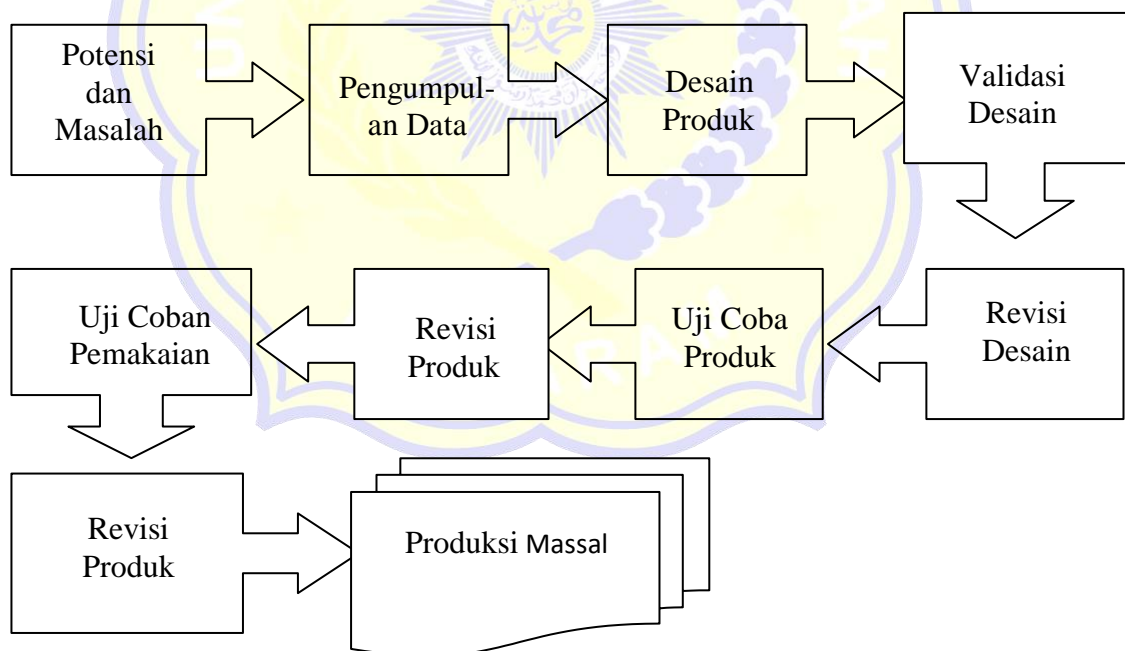 Potensi
dan
Masalah
Pengumpul-
an Data
Desain
Produk
Validasi
Desain
Revisi
Desain
Uji Coba
Produk
Revisi
Produk
Uji Coban
Pemakaian
Revisi
Produk
Produksi Massal